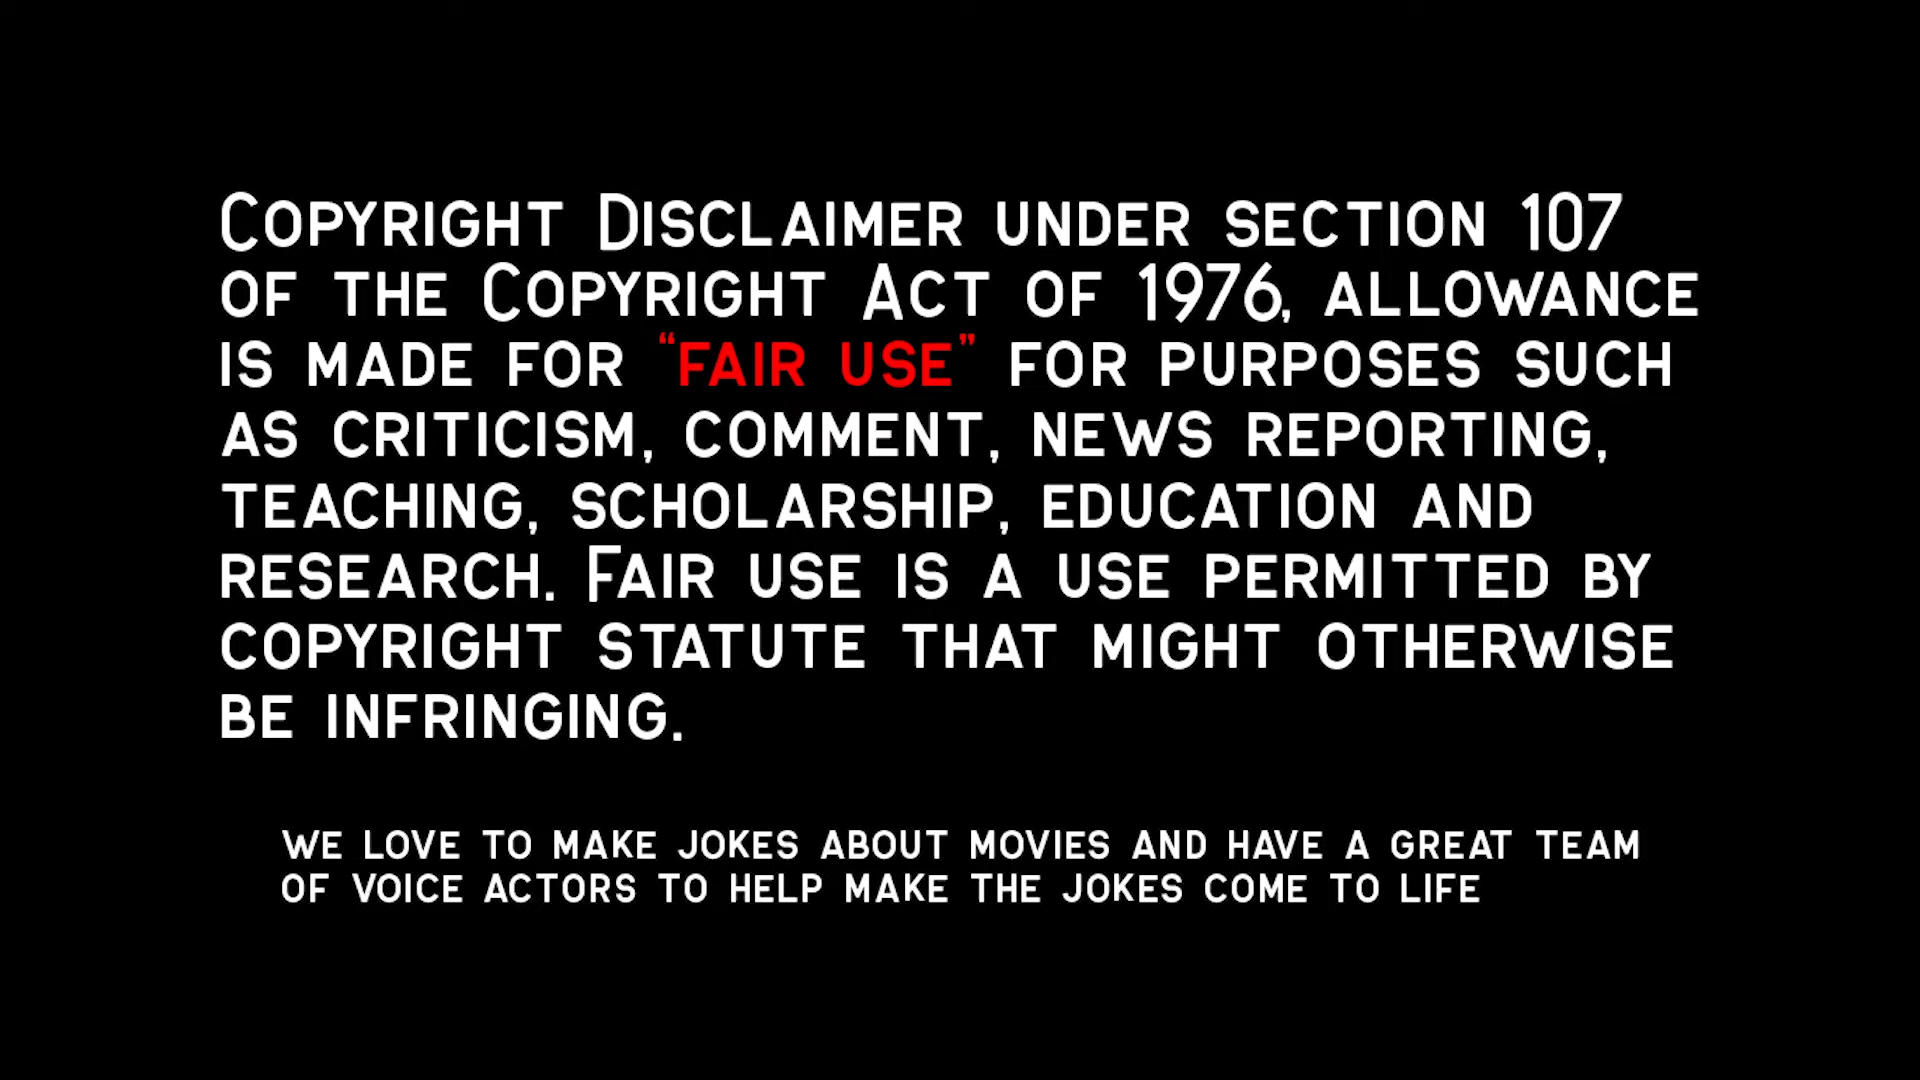 Copyright Disclaimer under section 107
of the Copyright Act of 1976, allowance
is made for “fair use” for purposes such
as criticism, comment, news reporting,
teaching, scholarship, education and
research. Fair use is a use permitted by
copyright statute that might otherwise
be infringing.
we love to make jokes about movies and have a great team
of voice actors to help make the jokes come to life